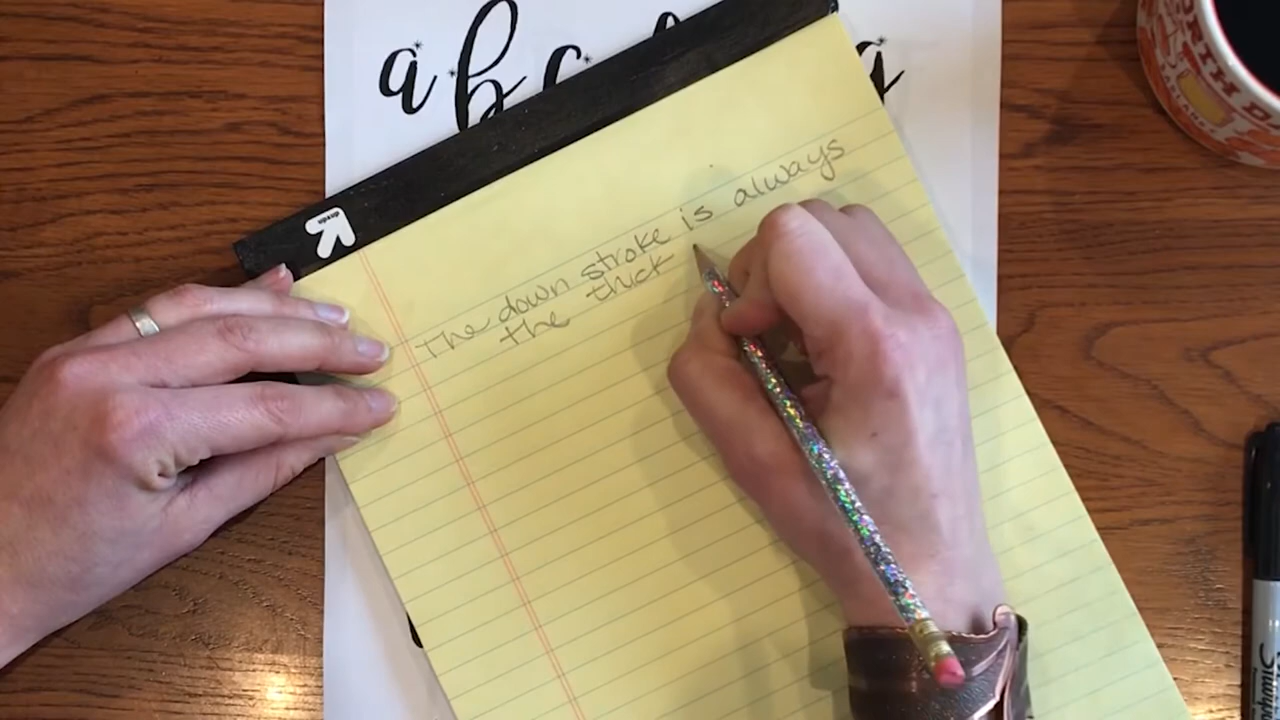 a b c
The down stroke is always
the thick